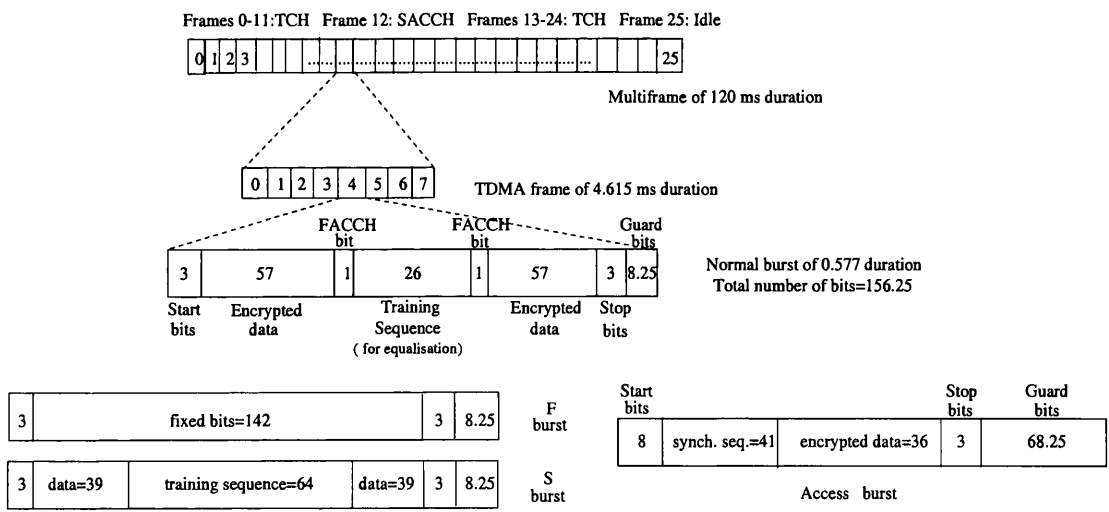 Frames 0-11:TCH Frame 12: SACCH Frames 13-24: TCH Frame 25: Idle
0 1 2 3 ................................................ 25
Multiframe of 120 ms duration
0 1 2 3 4 5 6 7
TDMA frame of 4.615 ms duration
FACCH bit
FACCH bit
Guard bits
3 57 1 26 1 57 3 8.25
Normal burst of 0.577 duration
Total number of bits=156.25
Start bits
Encrypted data
Training Sequence
( for equalisation)
Encrypted data
Stop bits
3 fixed bits=142 3 8.25
F burst
3 data=39 training sequence=64 data=39 3 8.25
S burst
Start bits
Stop bits
Guard bits
8 synch. seq.=41 encrypted data=36 3 68.25
Access burst